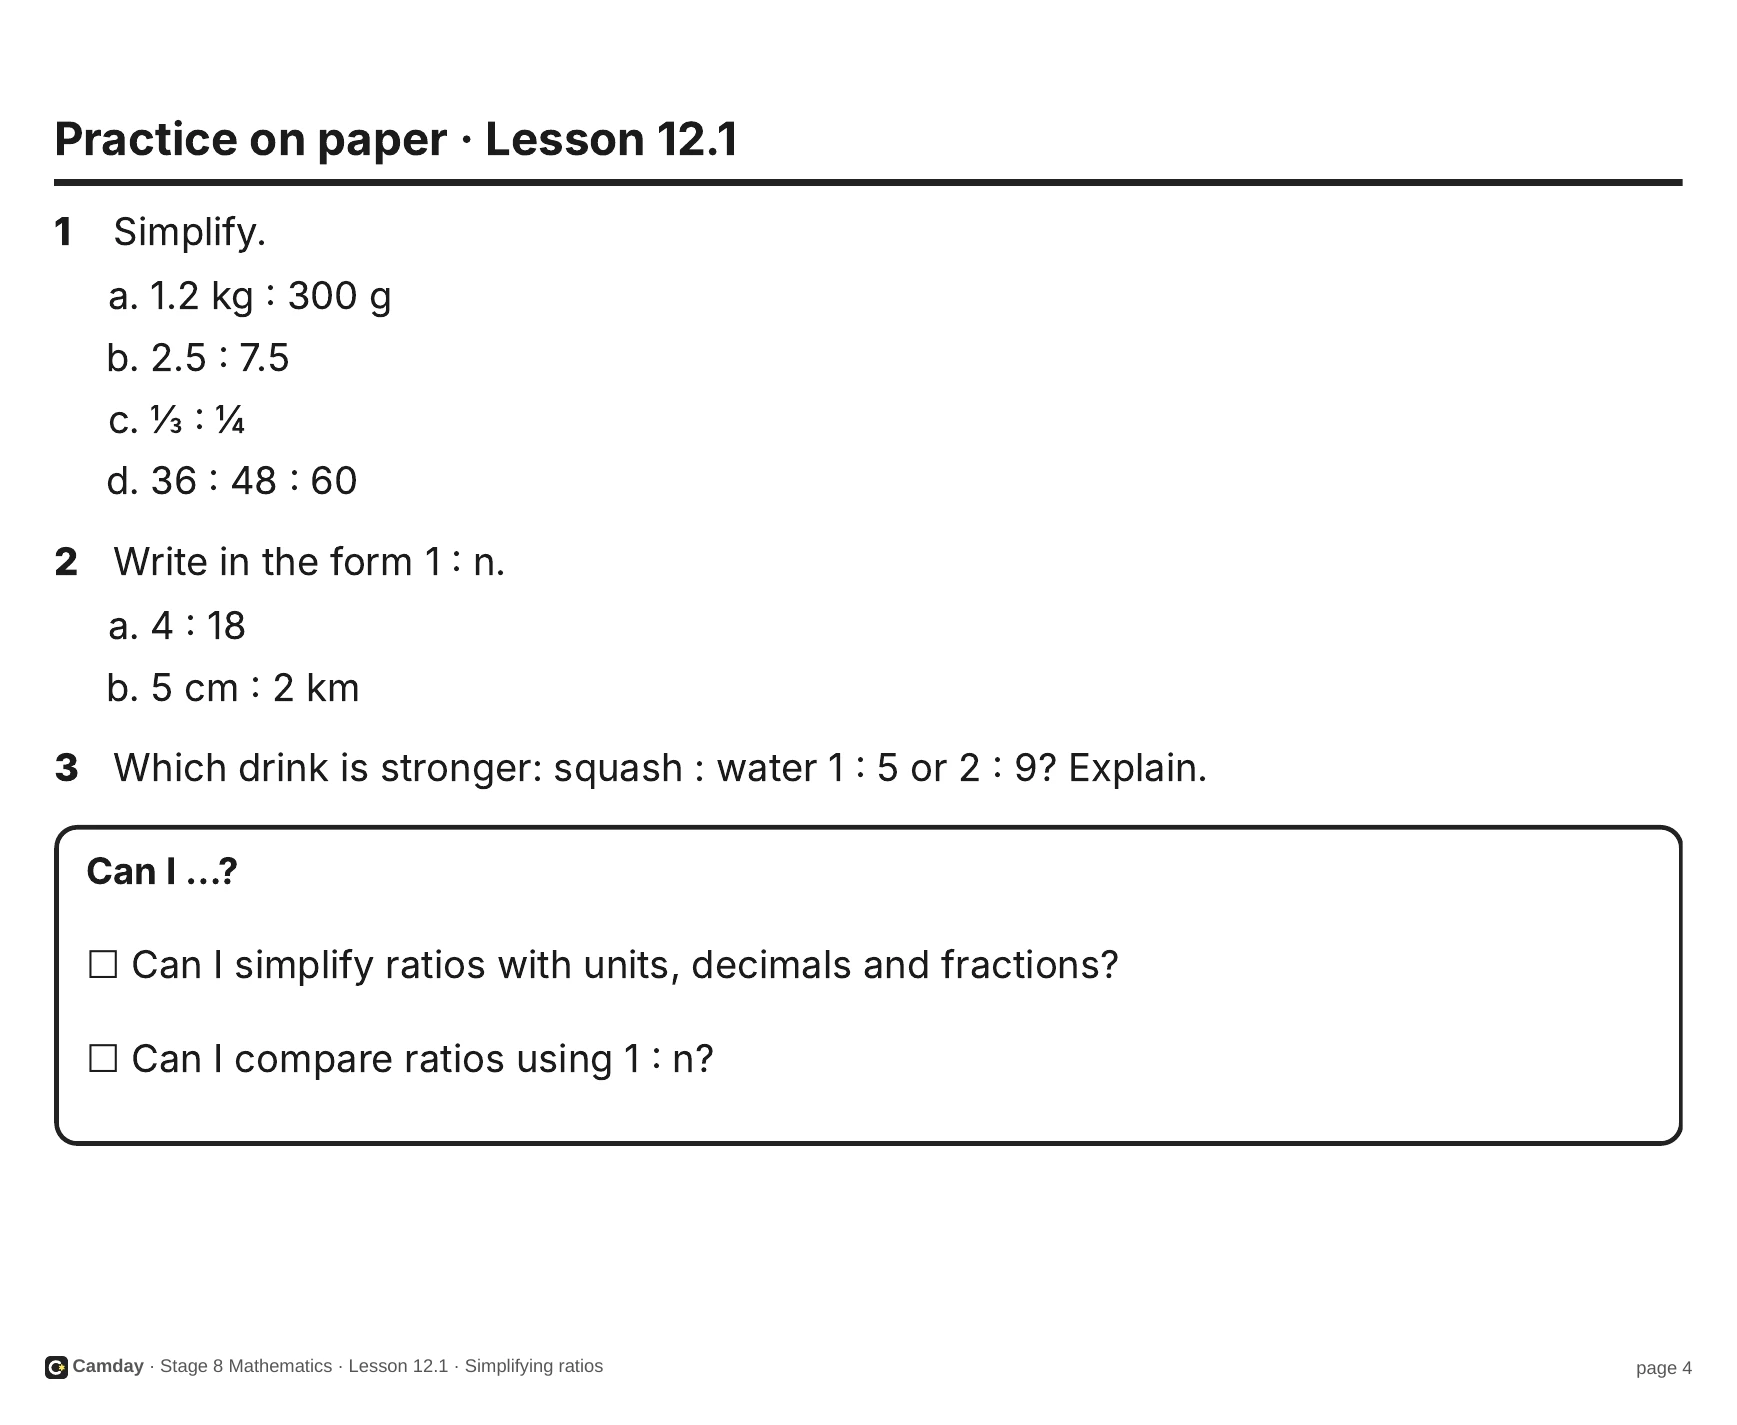 Practice on paper · Lesson 12.1
1 Simplify.
a. 1.2 kg : 300 g
b. 2.5 : 7.5
c. ⅓ : ¼
d. 36 : 48 : 60
2 Write in the form 1 : n.
a. 4 : 18
b. 5 cm : 2 km
3 Which drink is stronger: squash : water 1 : 5 or 2 : 9? Explain.
Can I …?
☐ Can I simplify ratios with units, decimals and fractions?
☐ Can I compare ratios using 1 : n?
Camday · Stage 8 Mathematics · Lesson 12.1 · Simplifying ratios
page 4